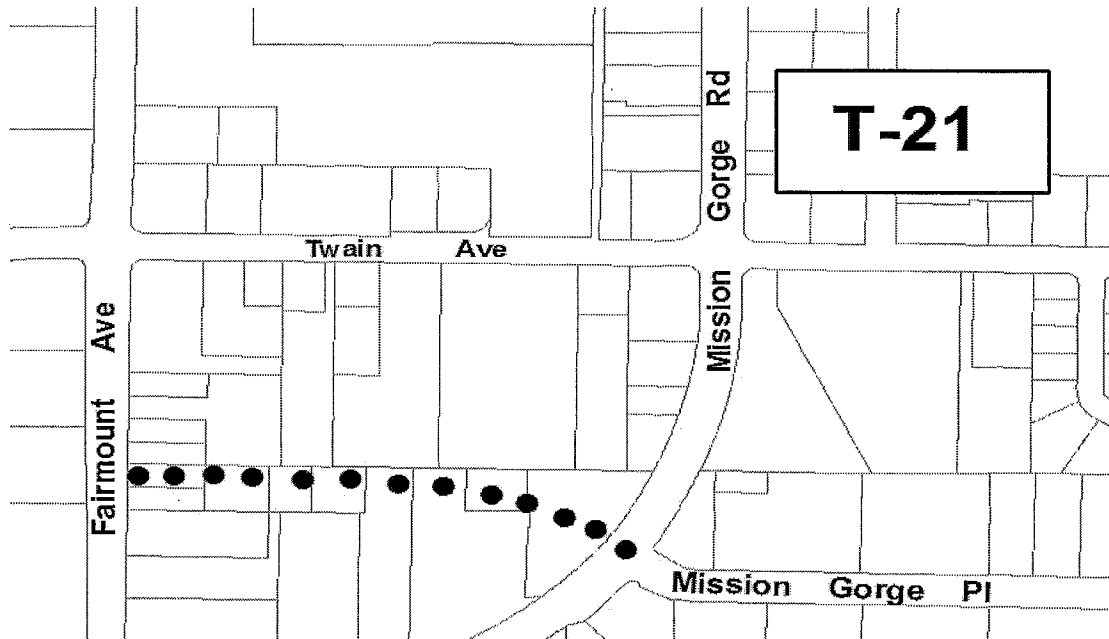 T-21
Mission Gorge Rd
Twain Ave
Fairmount Ave
Mission Gorge Pl